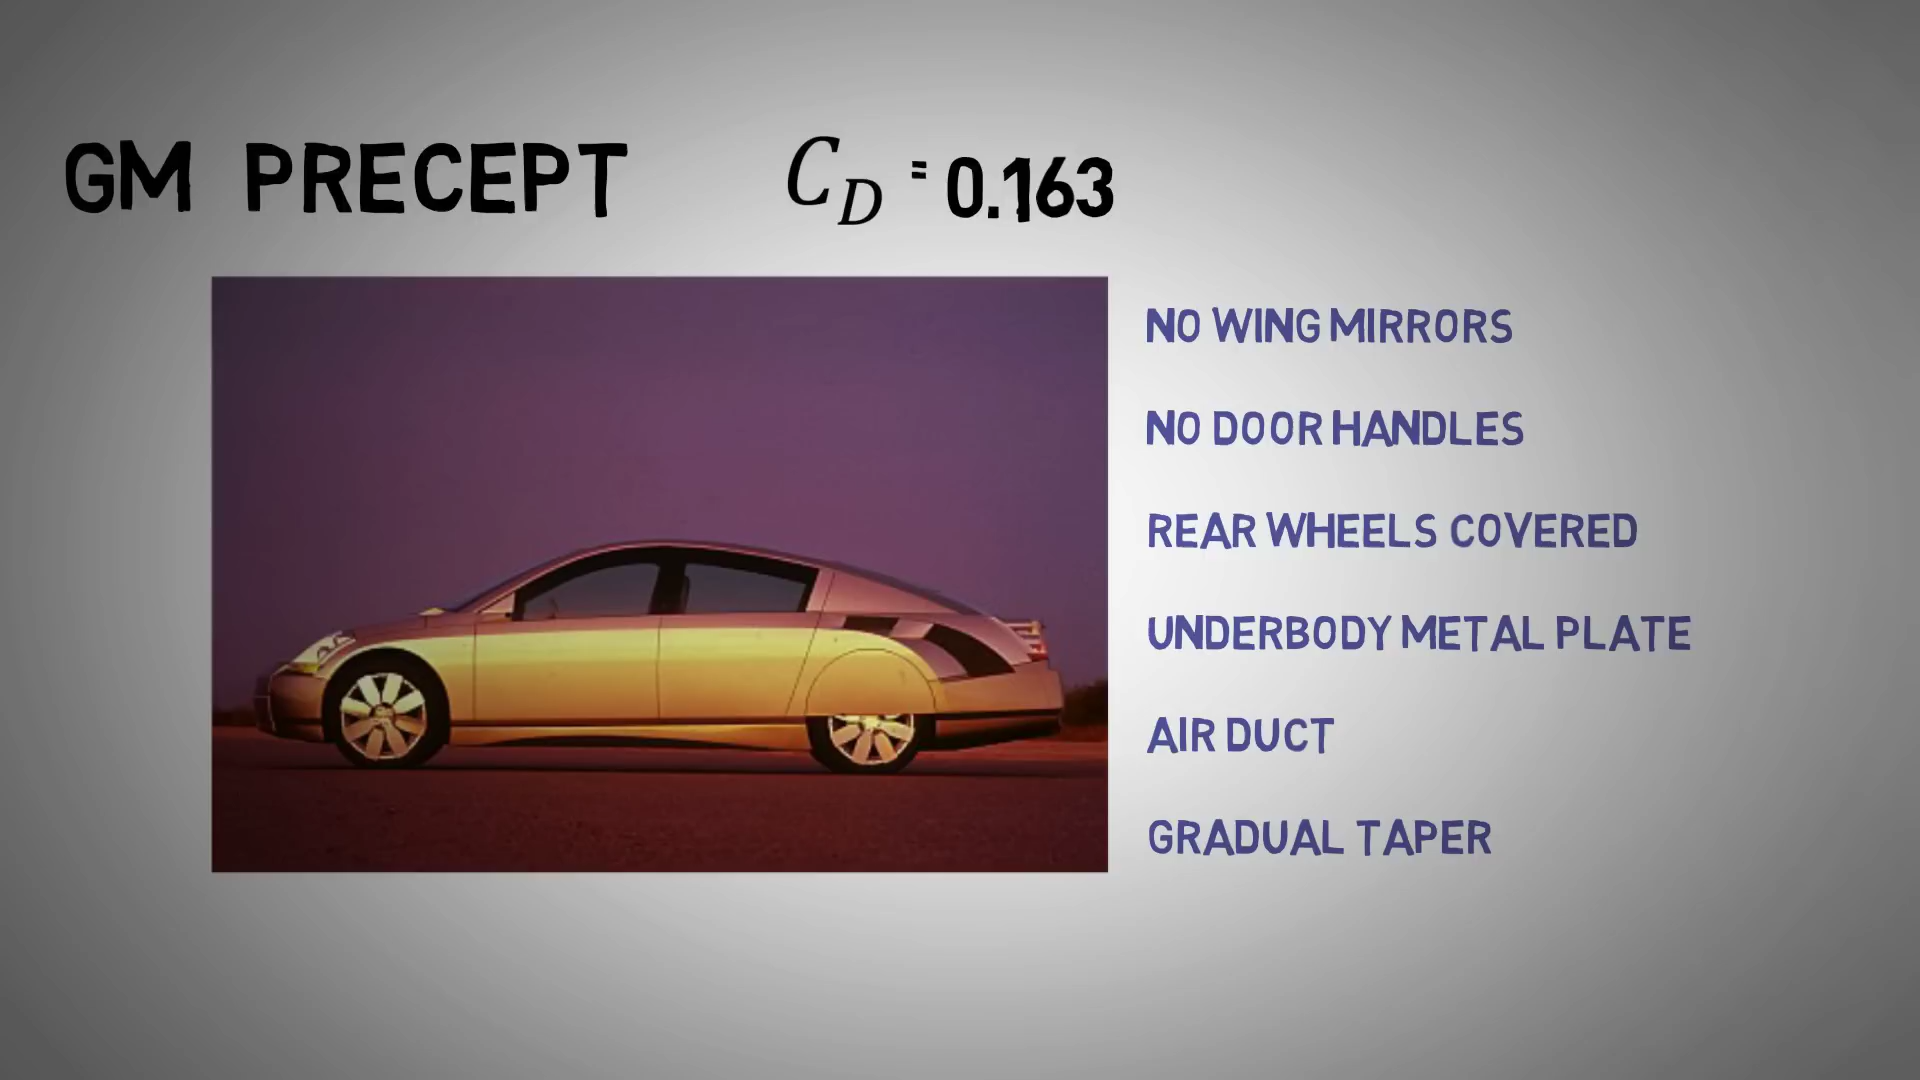 GM PRECEPT
C_D = 0.163
NO WING MIRRORS
NO DOOR HANDLES
REAR WHEELS COVERED
UNDERBODY METAL PLATE
AIR DUCT
GRADUAL TAPER